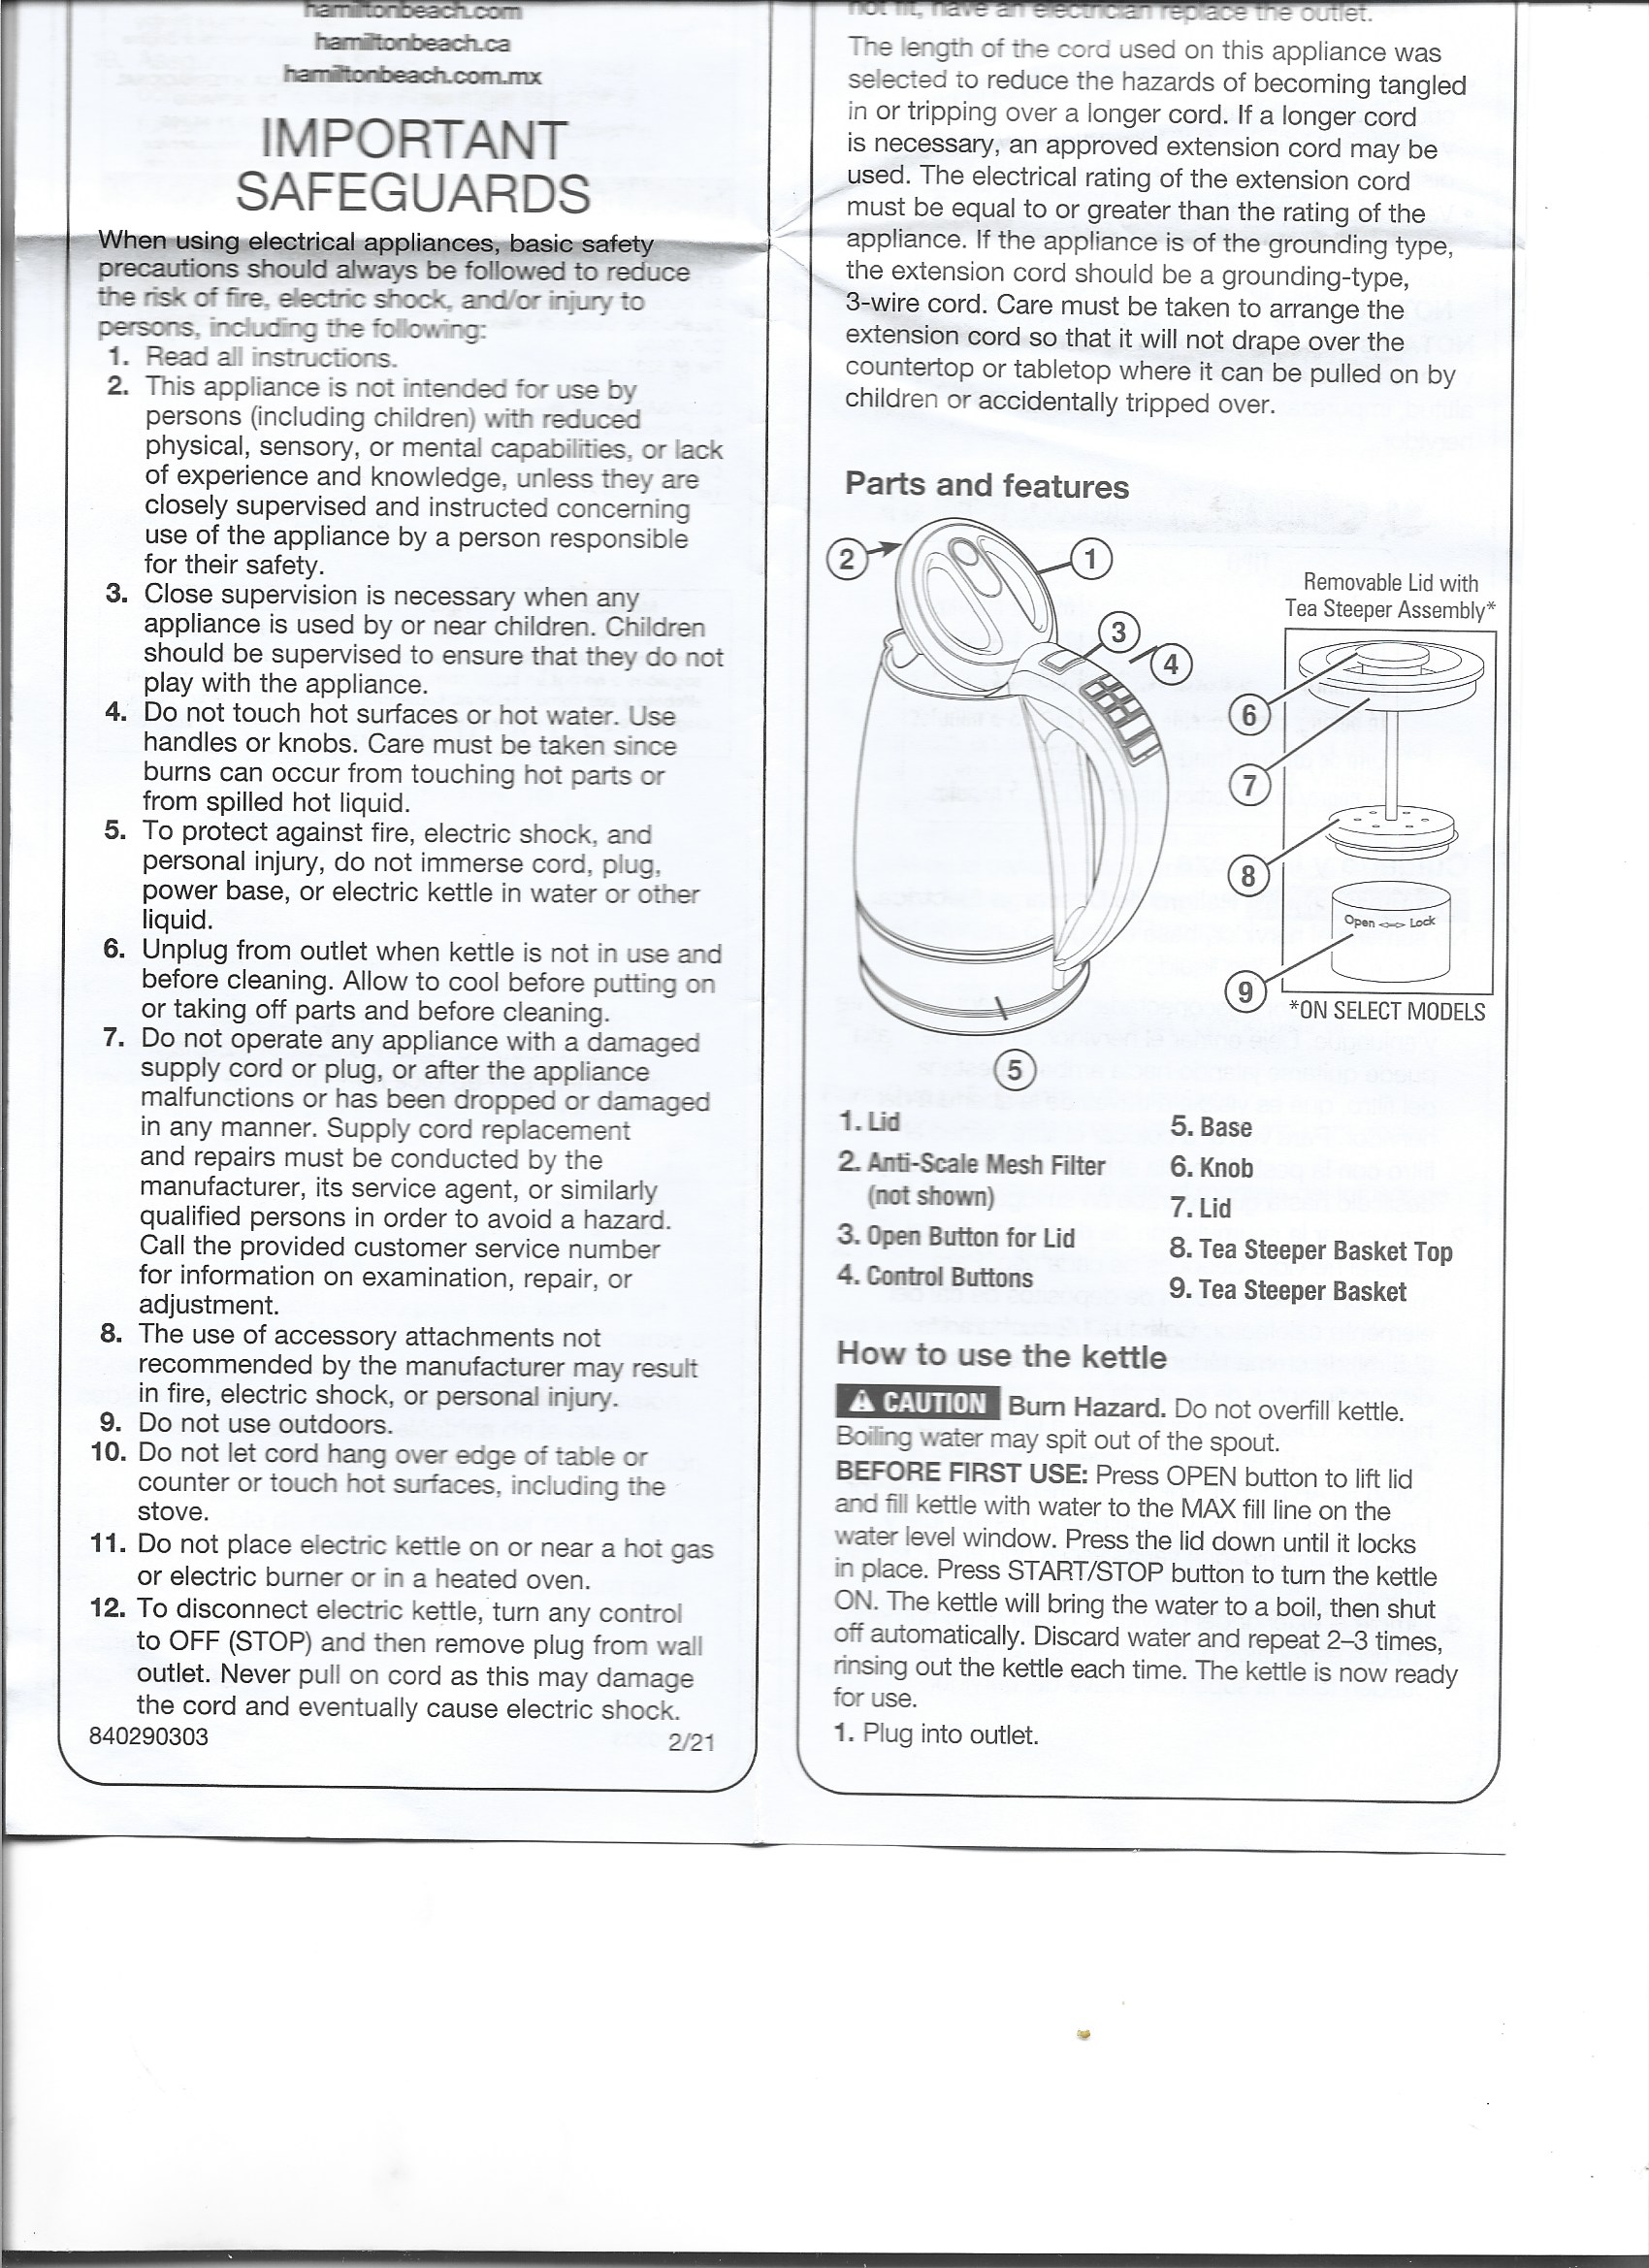 hamiltonbeach.com
hamiltonbeach.ca
hamiltonbeach.com.mx
IMPORTANT
SAFEGUARDS
When using electrical appliances, basic safety
precautions should always be followed to reduce
the risk of fire, electric shock, and/or injury to
persons, including the following:
1. Read all instructions.
2. This appliance is not intended for use by
persons (including children) with reduced
physical, sensory, or mental capabilities, or lack
of experience and knowledge, unless they are
closely supervised and instructed concerning
use of the appliance by a person responsible
for their safety.
3. Close supervision is necessary when any
appliance is used by or near children. Children
should be supervised to ensure that they do not
play with the appliance.
4. Do not touch hot surfaces or hot water. Use
handles or knobs. Care must be taken since
burns can occur from touching hot parts or
from spilled hot liquid.
5. To protect against fire, electric shock, and
personal injury, do not immerse cord, plug,
power base, or electric kettle in water or other
liquid.
6. Unplug from outlet when kettle is not in use and
before cleaning. Allow to cool before putting on
or taking off parts and before cleaning.
7. Do not operate any appliance with a damaged
supply cord or plug, or after the appliance
malfunctions or has been dropped or damaged
in any manner. Supply cord replacement
and repairs must be conducted by the
manufacturer, its service agent, or similarly
qualified persons in order to avoid a hazard.
Call the provided customer service number
for information on examination, repair, or
adjustment.
8. The use of accessory attachments not
recommended by the manufacturer may result
in fire, electric shock, or personal injury.
9. Do not use outdoors.
10. Do not let cord hang over edge of table or
counter or touch hot surfaces, including the
stove.
11. Do not place electric kettle on or near a hot gas
or electric burner or in a heated oven.
12. To disconnect electric kettle, turn any control
to OFF (STOP) and then remove plug from wall
outlet. Never pull on cord as this may damage
the cord and eventually cause electric shock.
840290303 2/21
not fit, have an electrician replace the outlet.
The length of the cord used on this appliance was
selected to reduce the hazards of becoming tangled
in or tripping over a longer cord. If a longer cord
is necessary, an approved extension cord may be
used. The electrical rating of the extension cord
must be equal to or greater than the rating of the
appliance. If the appliance is of the grounding type,
the extension cord should be a grounding-type,
3-wire cord. Care must be taken to arrange the
extension cord so that it will not drape over the
countertop or tabletop where it can be pulled on by
children or accidentally tripped over.
Parts and features
2
1
3
4
5
Removable Lid with
Tea Steeper Assembly*
6
7
8
Open Lock
9
*ON SELECT MODELS
1. Lid
2. Anti-Scale Mesh Filter
(not shown)
3. Open Button for Lid
4. Control Buttons
5. Base
6. Knob
7. Lid
8. Tea Steeper Basket Top
9. Tea Steeper Basket
How to use the kettle
⚠ CAUTION Burn Hazard. Do not overfill kettle.
Boiling water may spit out of the spout.
BEFORE FIRST USE: Press OPEN button to lift lid
and fill kettle with water to the MAX fill line on the
water level window. Press the lid down until it locks
in place. Press START/STOP button to turn the kettle
ON. The kettle will bring the water to a boil, then shut
off automatically. Discard water and repeat 2–3 times,
rinsing out the kettle each time. The kettle is now ready
for use.
1. Plug into outlet.